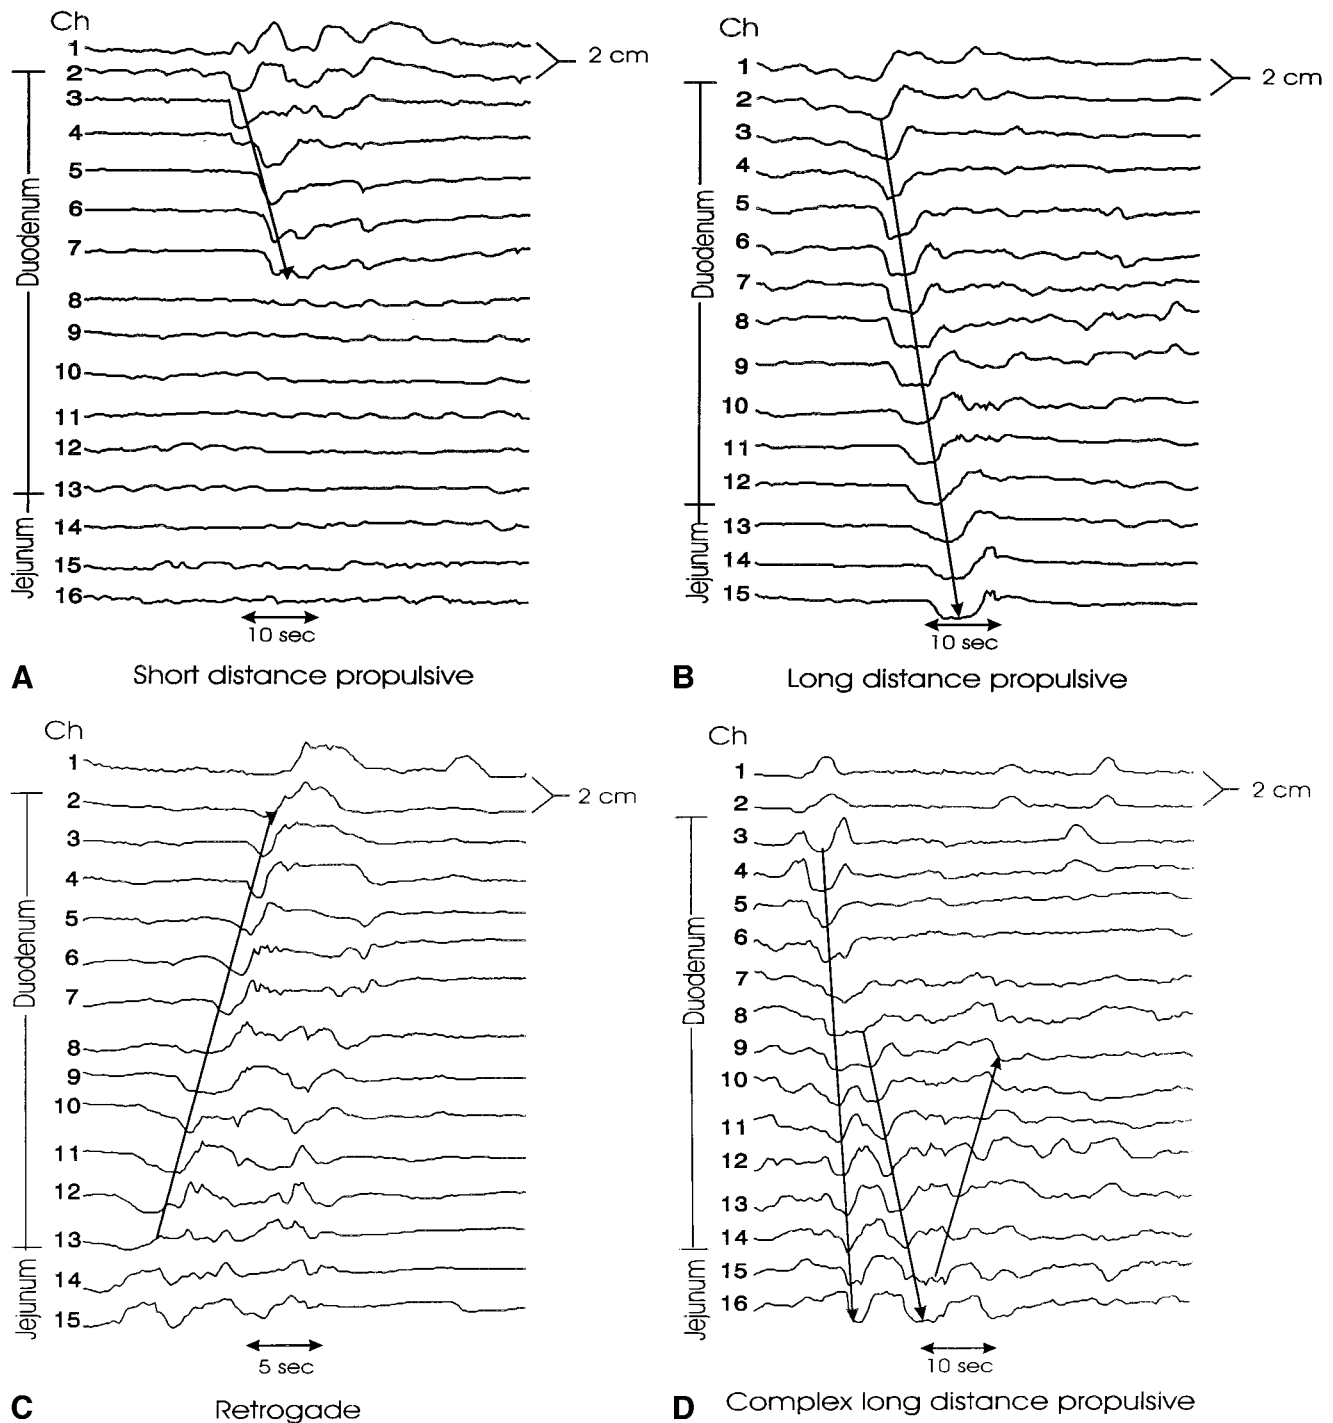 Ch
1
2
3
4
5
6
7
8
9
10
11
12
13
14
15
16
2 cm
Duodenum
Jejunum
10 sec
A Short distance propulsive
Ch
1
2
3
4
5
6
7
8
9
10
11
12
13
14
15
2 cm
Duodenum
Jejunum
10 sec
B Long distance propulsive
Ch
1
2
3
4
5
6
7
8
9
10
11
12
13
14
15
2 cm
Duodenum
Jejunum
5 sec
C Retrogade
Ch
1
2
3
4
5
6
7
8
9
10
11
12
13
14
15
16
2 cm
Duodenum
Jejunum
10 sec
D Complex long distance propulsive